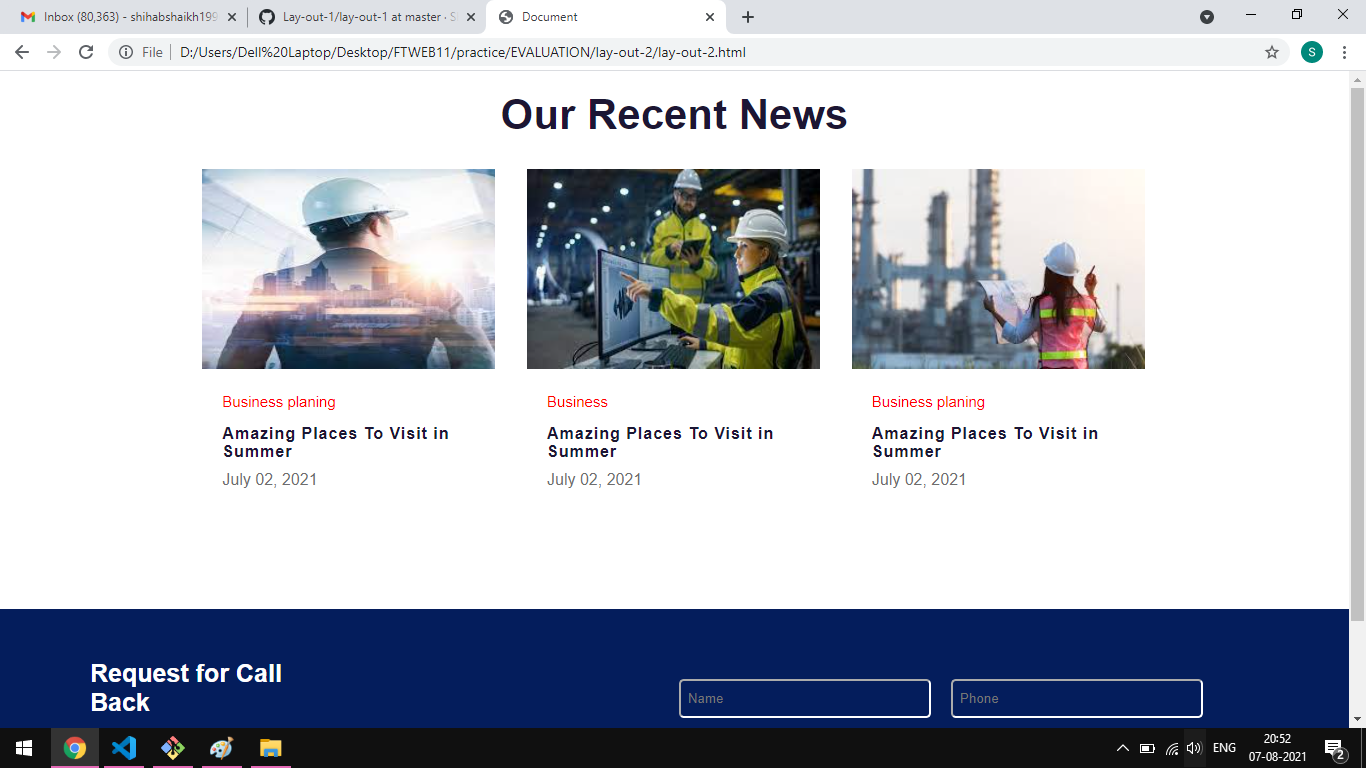 Inbox (80,363) - shihabshaikh199
Lay-out-1/lay-out-1 at master · S
Document
File
D:/Users/Dell%20Laptop/Desktop/FTWEB11/practice/EVALUATION/lay-out-2/lay-out-2.html
S
Our Recent News
Business planing
Amazing Places To Visit in
Summer
July 02, 2021
Business
Amazing Places To Visit in
Summer
July 02, 2021
Business planing
Amazing Places To Visit in
Summer
July 02, 2021
Request for Call
Back
Name
Phone
ENG
20:52
07-08-2021
2